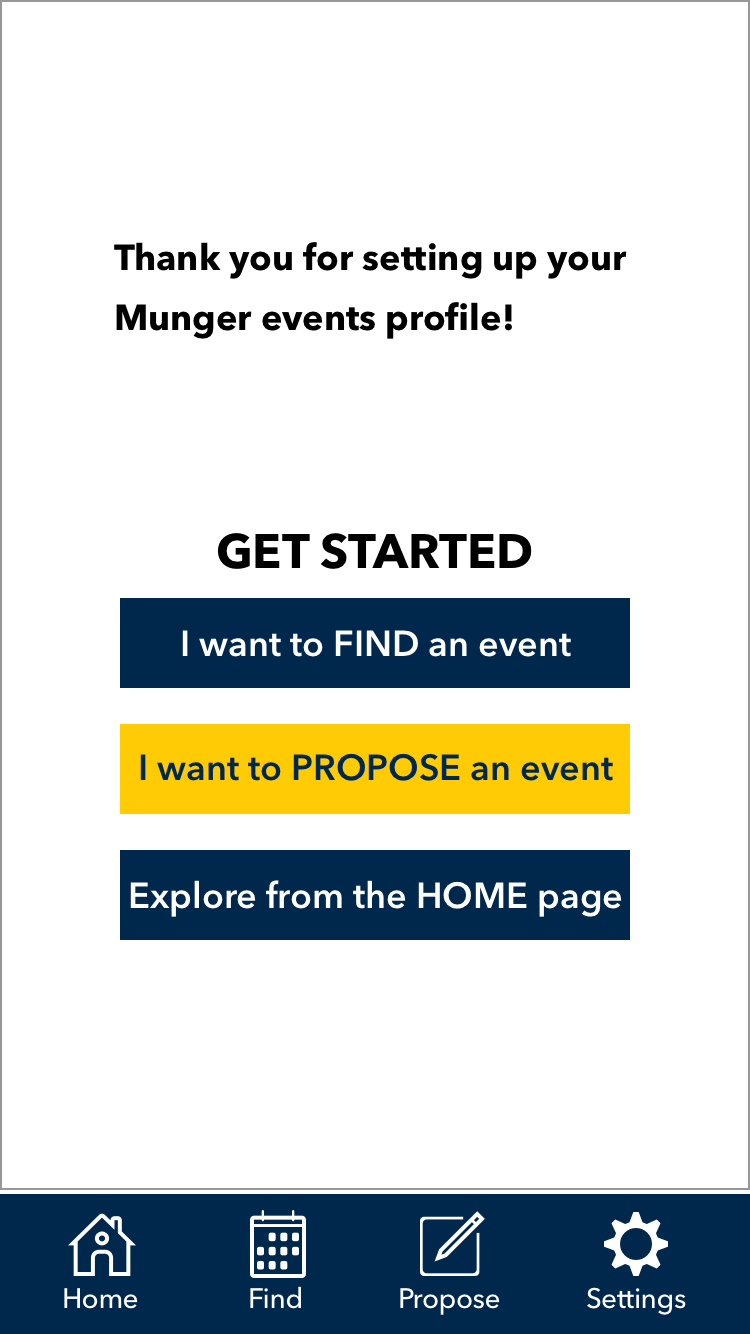 Thank you for setting up your
Munger events profile!
GET STARTED
I want to FIND an event
I want to PROPOSE an event
Explore from the HOME page
Home
Find
Propose
Settings